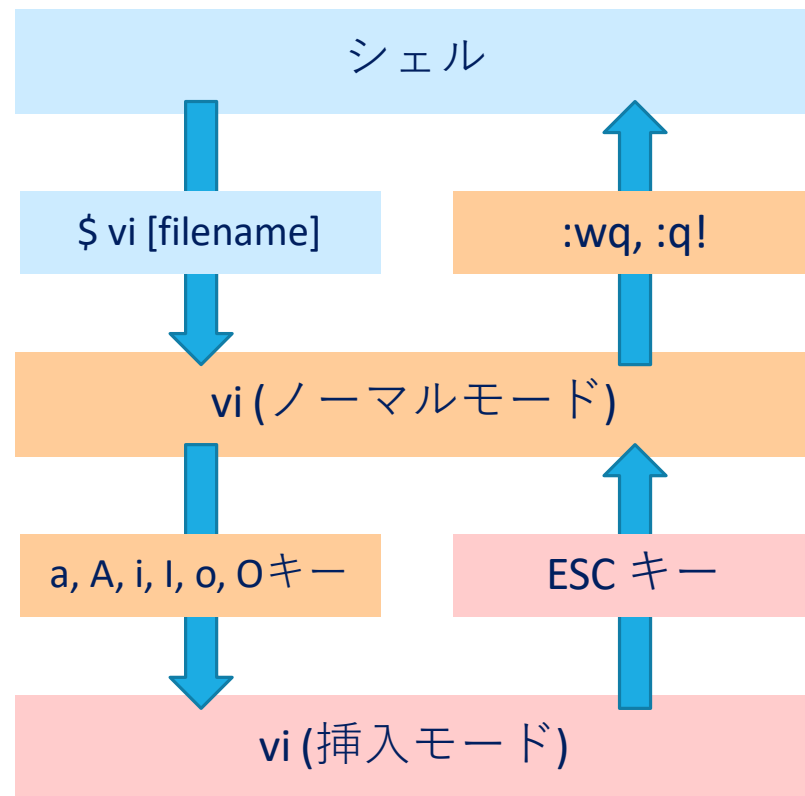 シェル
$ vi [filename]
:wq, :q!
vi (ノーマルモード)
a, A, i, I, o, Oキー
ESC キー
vi (挿入モード)